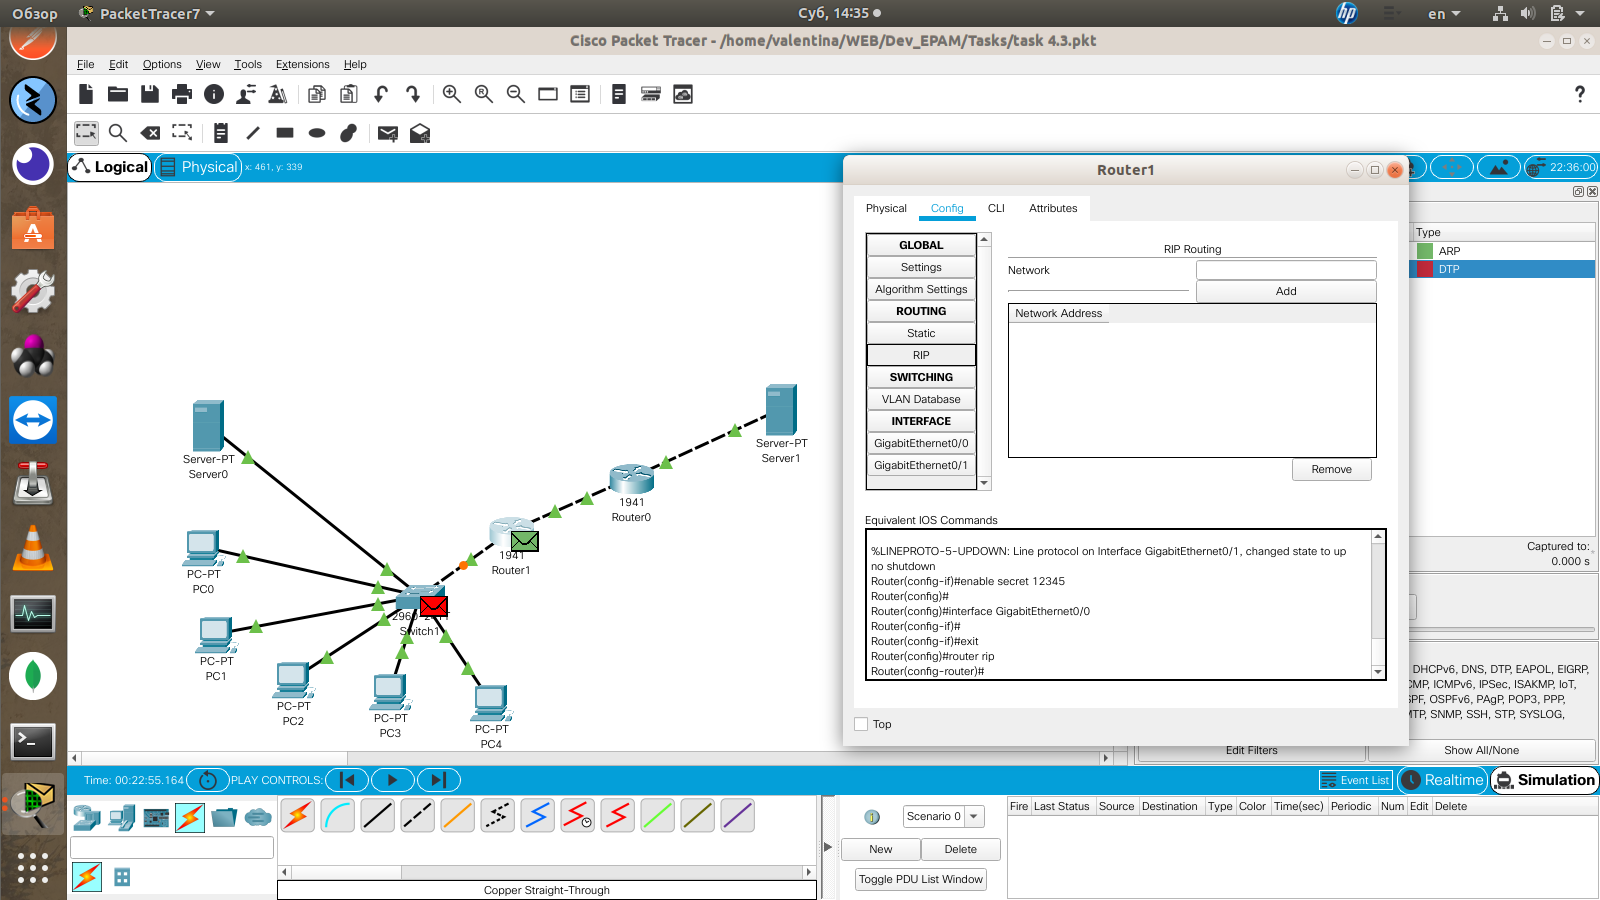 Обзор PacketTracer7 Суб, 14:35 en
Cisco Packet Tracer - /home/valentina/WEB/Dev_EPAM/Tasks/task 4.3.pkt
File Edit Options View Tools Extensions Help
Logical Physical x: 461, y: 339 22:36:00
Router1
Physical Config CLI Attributes
GLOBAL
Settings
Algorithm Settings
ROUTING
Static
RIP
SWITCHING
VLAN Database
INTERFACE
GigabitEthernet0/0
GigabitEthernet0/1
RIP Routing
Network
Add
Network Address
Remove
Equivalent IOS Commands
%LINEPROTO-5-UPDOWN: Line protocol on Interface GigabitEthernet0/1, changed state to up
no shutdown
Router(config-if)#enable secret 12345
Router(config)#
Router(config)#interface GigabitEthernet0/0
Router(config-if)#
Router(config-if)#exit
Router(config)#router rip
Router(config-router)#
Top
Type
ARP
DTP
Captured to:
0.000 s
DHCPv6, DNS, DTP, EAPOL, EIGRP,
CMP, ICMPv6, IPSec, ISAKMP, IoT,
SPF, OSPFv6, PAgP, POP3, PPP,
MTP, SNMP, SSH, STP, SYSLOG,
Edit Filters Show All/None
Server-PT
Server0
Server-PT
Server1
1941
Router0
1941
Router1
PC-PT
PC0
Switch1
PC-PT
PC1
PC-PT
PC2
PC-PT
PC3
PC-PT
PC4
Time: 00:22:55.164 PLAY CONTROLS: Event List Realtime Simulation
Scenario 0
New Delete
Toggle PDU List Window
Fire Last Status Source Destination Type Color Time(sec) Periodic Num Edit Delete
Copper Straight-Through